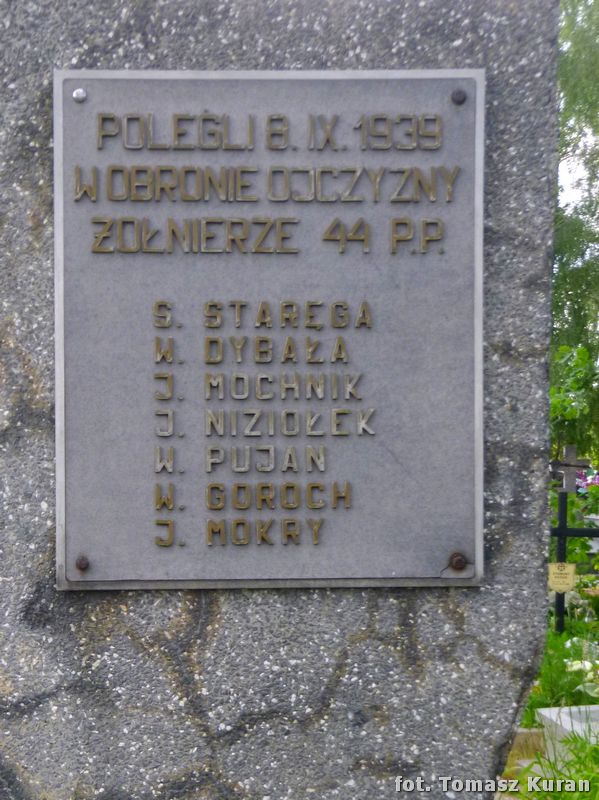 POLEGLI 8. IX. 1939
W OBRONIE OJCZYZNY
ŻOŁNIERZE 44 P.P.
S. STARĘGA
W. DYBAŁA
J. MOCHNIK
J. NIZIOŁEK
W. PUJAN
W. GOROCH
J. MOKRY
fot. Tomasz Kuran